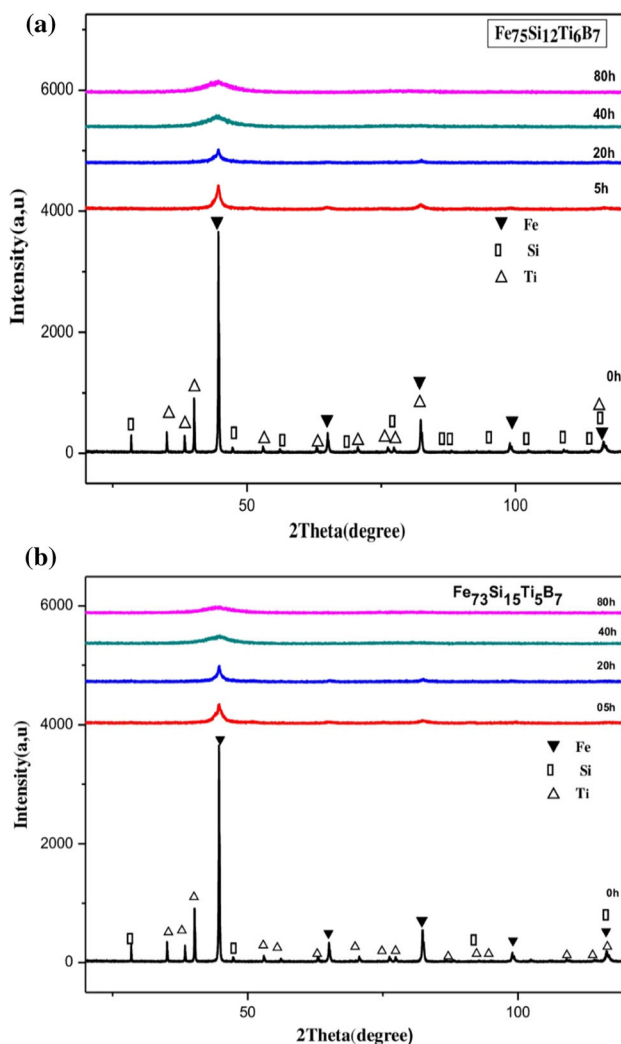 (a)
Fe75Si12Ti6B7
6000
80h
40h
20h
5h
4000
Fe
Si
Ti
2000
0h
0
50
100
Intensity(a,u)
2Theta(degree)
(b)
Fe73Si15Ti5B7
6000
80h
40h
20h
05h
4000
Fe
Si
Ti
2000
0h
0
50
100
Intensity(a,u)
2Theta(degree)